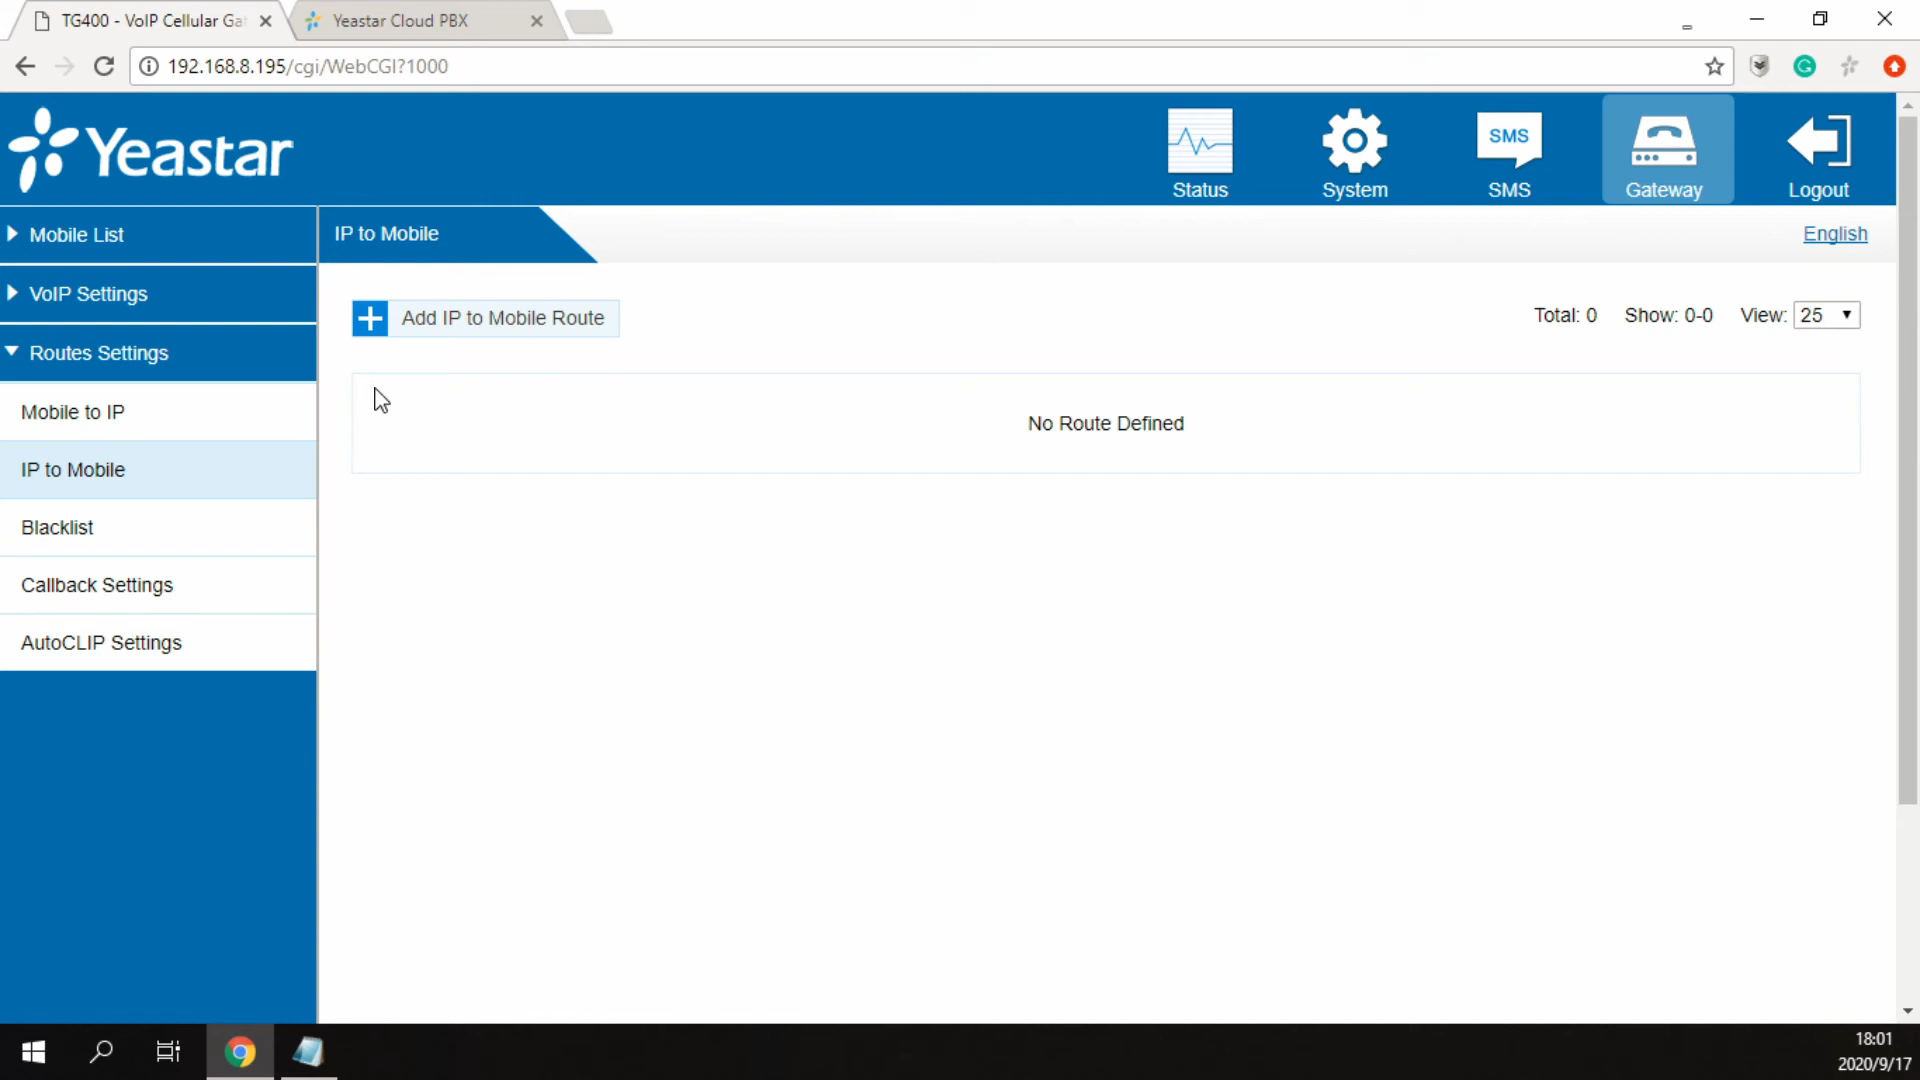 TG400 - VoIP Cellular Ga
Yeastar Cloud PBX
192.168.8.195/cgi/WebCGI?1000
Yeastar
Status
System
SMS
SMS
Gateway
Logout
Mobile List
IP to Mobile
English
VoIP Settings
Add IP to Mobile Route
Total: 0 Show: 0-0 View: 25
Routes Settings
Mobile to IP
No Route Defined
IP to Mobile
Blacklist
Callback Settings
AutoCLIP Settings
18:01
2020/9/17